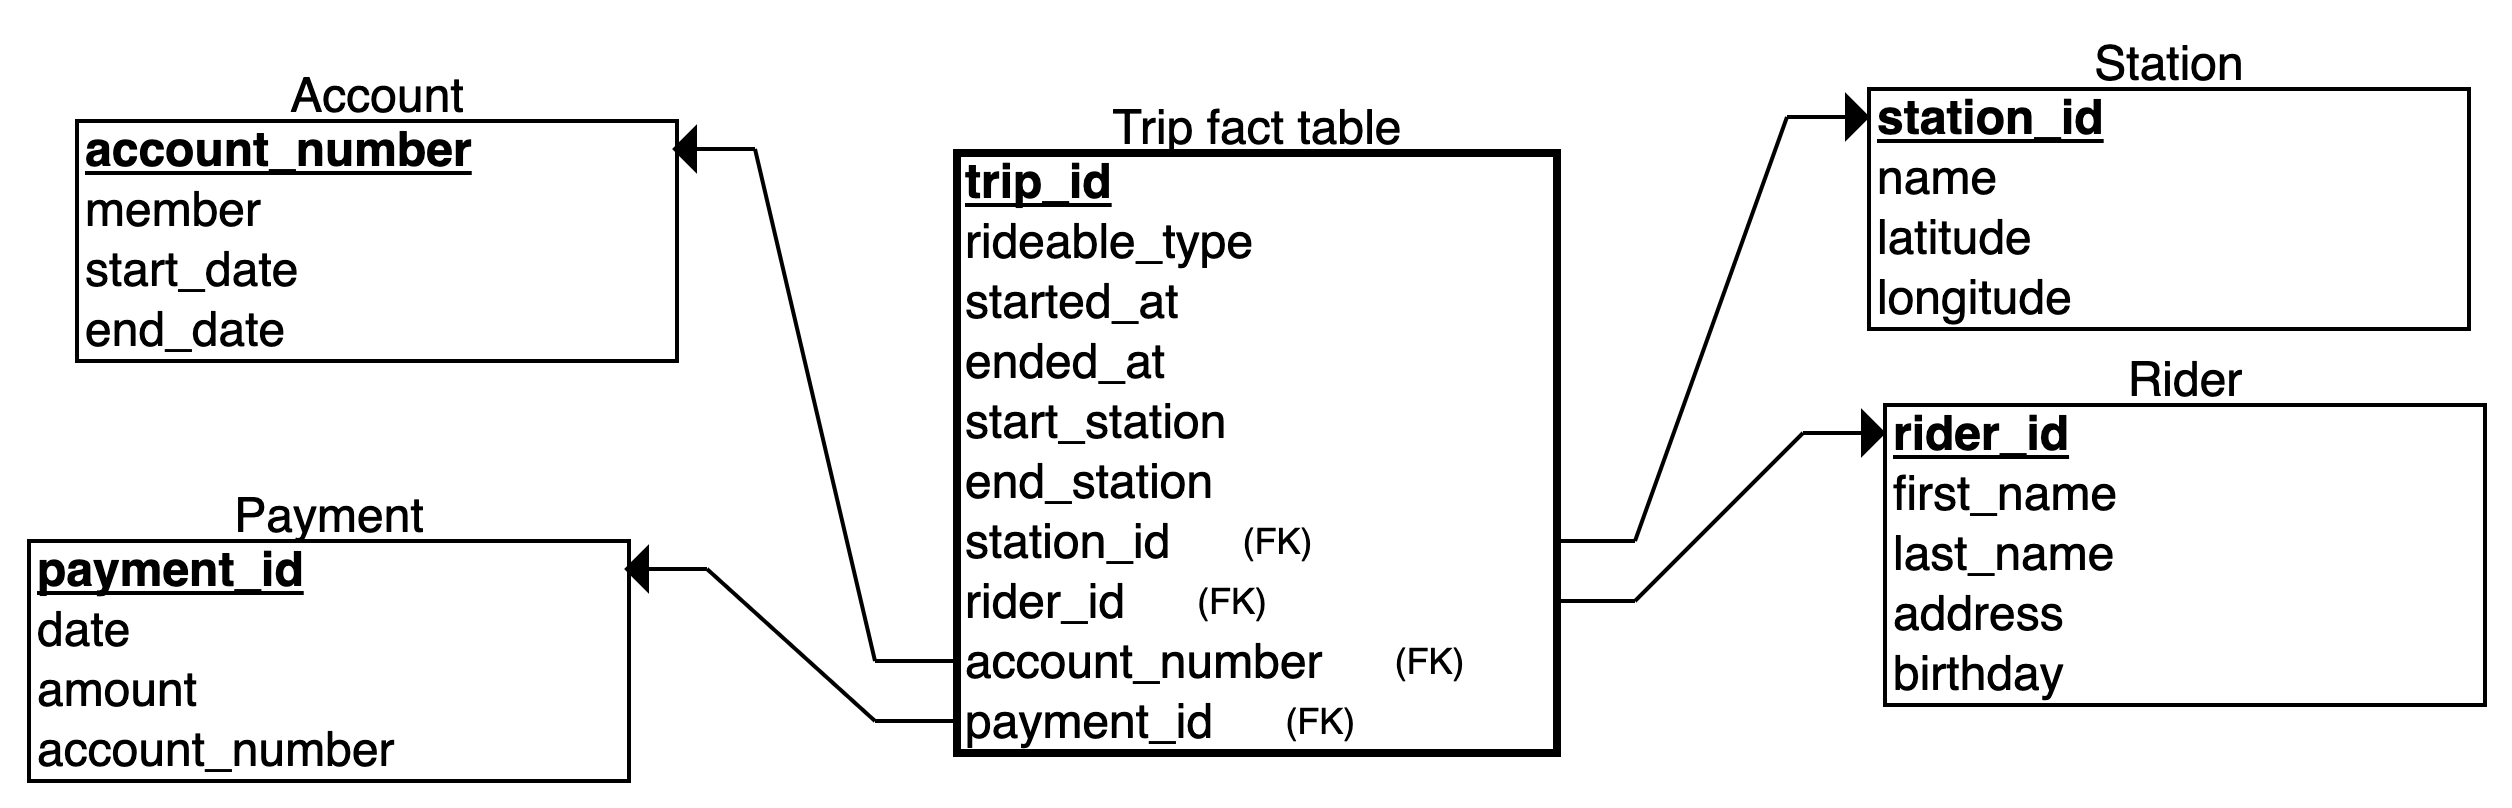 Account
account_number
member
start_date
end_date
Payment
payment_id
date
amount
account_number
Trip fact table
trip_id
rideable_type
started_at
ended_at
start_station
end_station
station_id (FK)
rider_id (FK)
account_number (FK)
payment_id (FK)
Station
station_id
name
latitude
longitude
Rider
rider_id
first_name
last_name
address
birthday